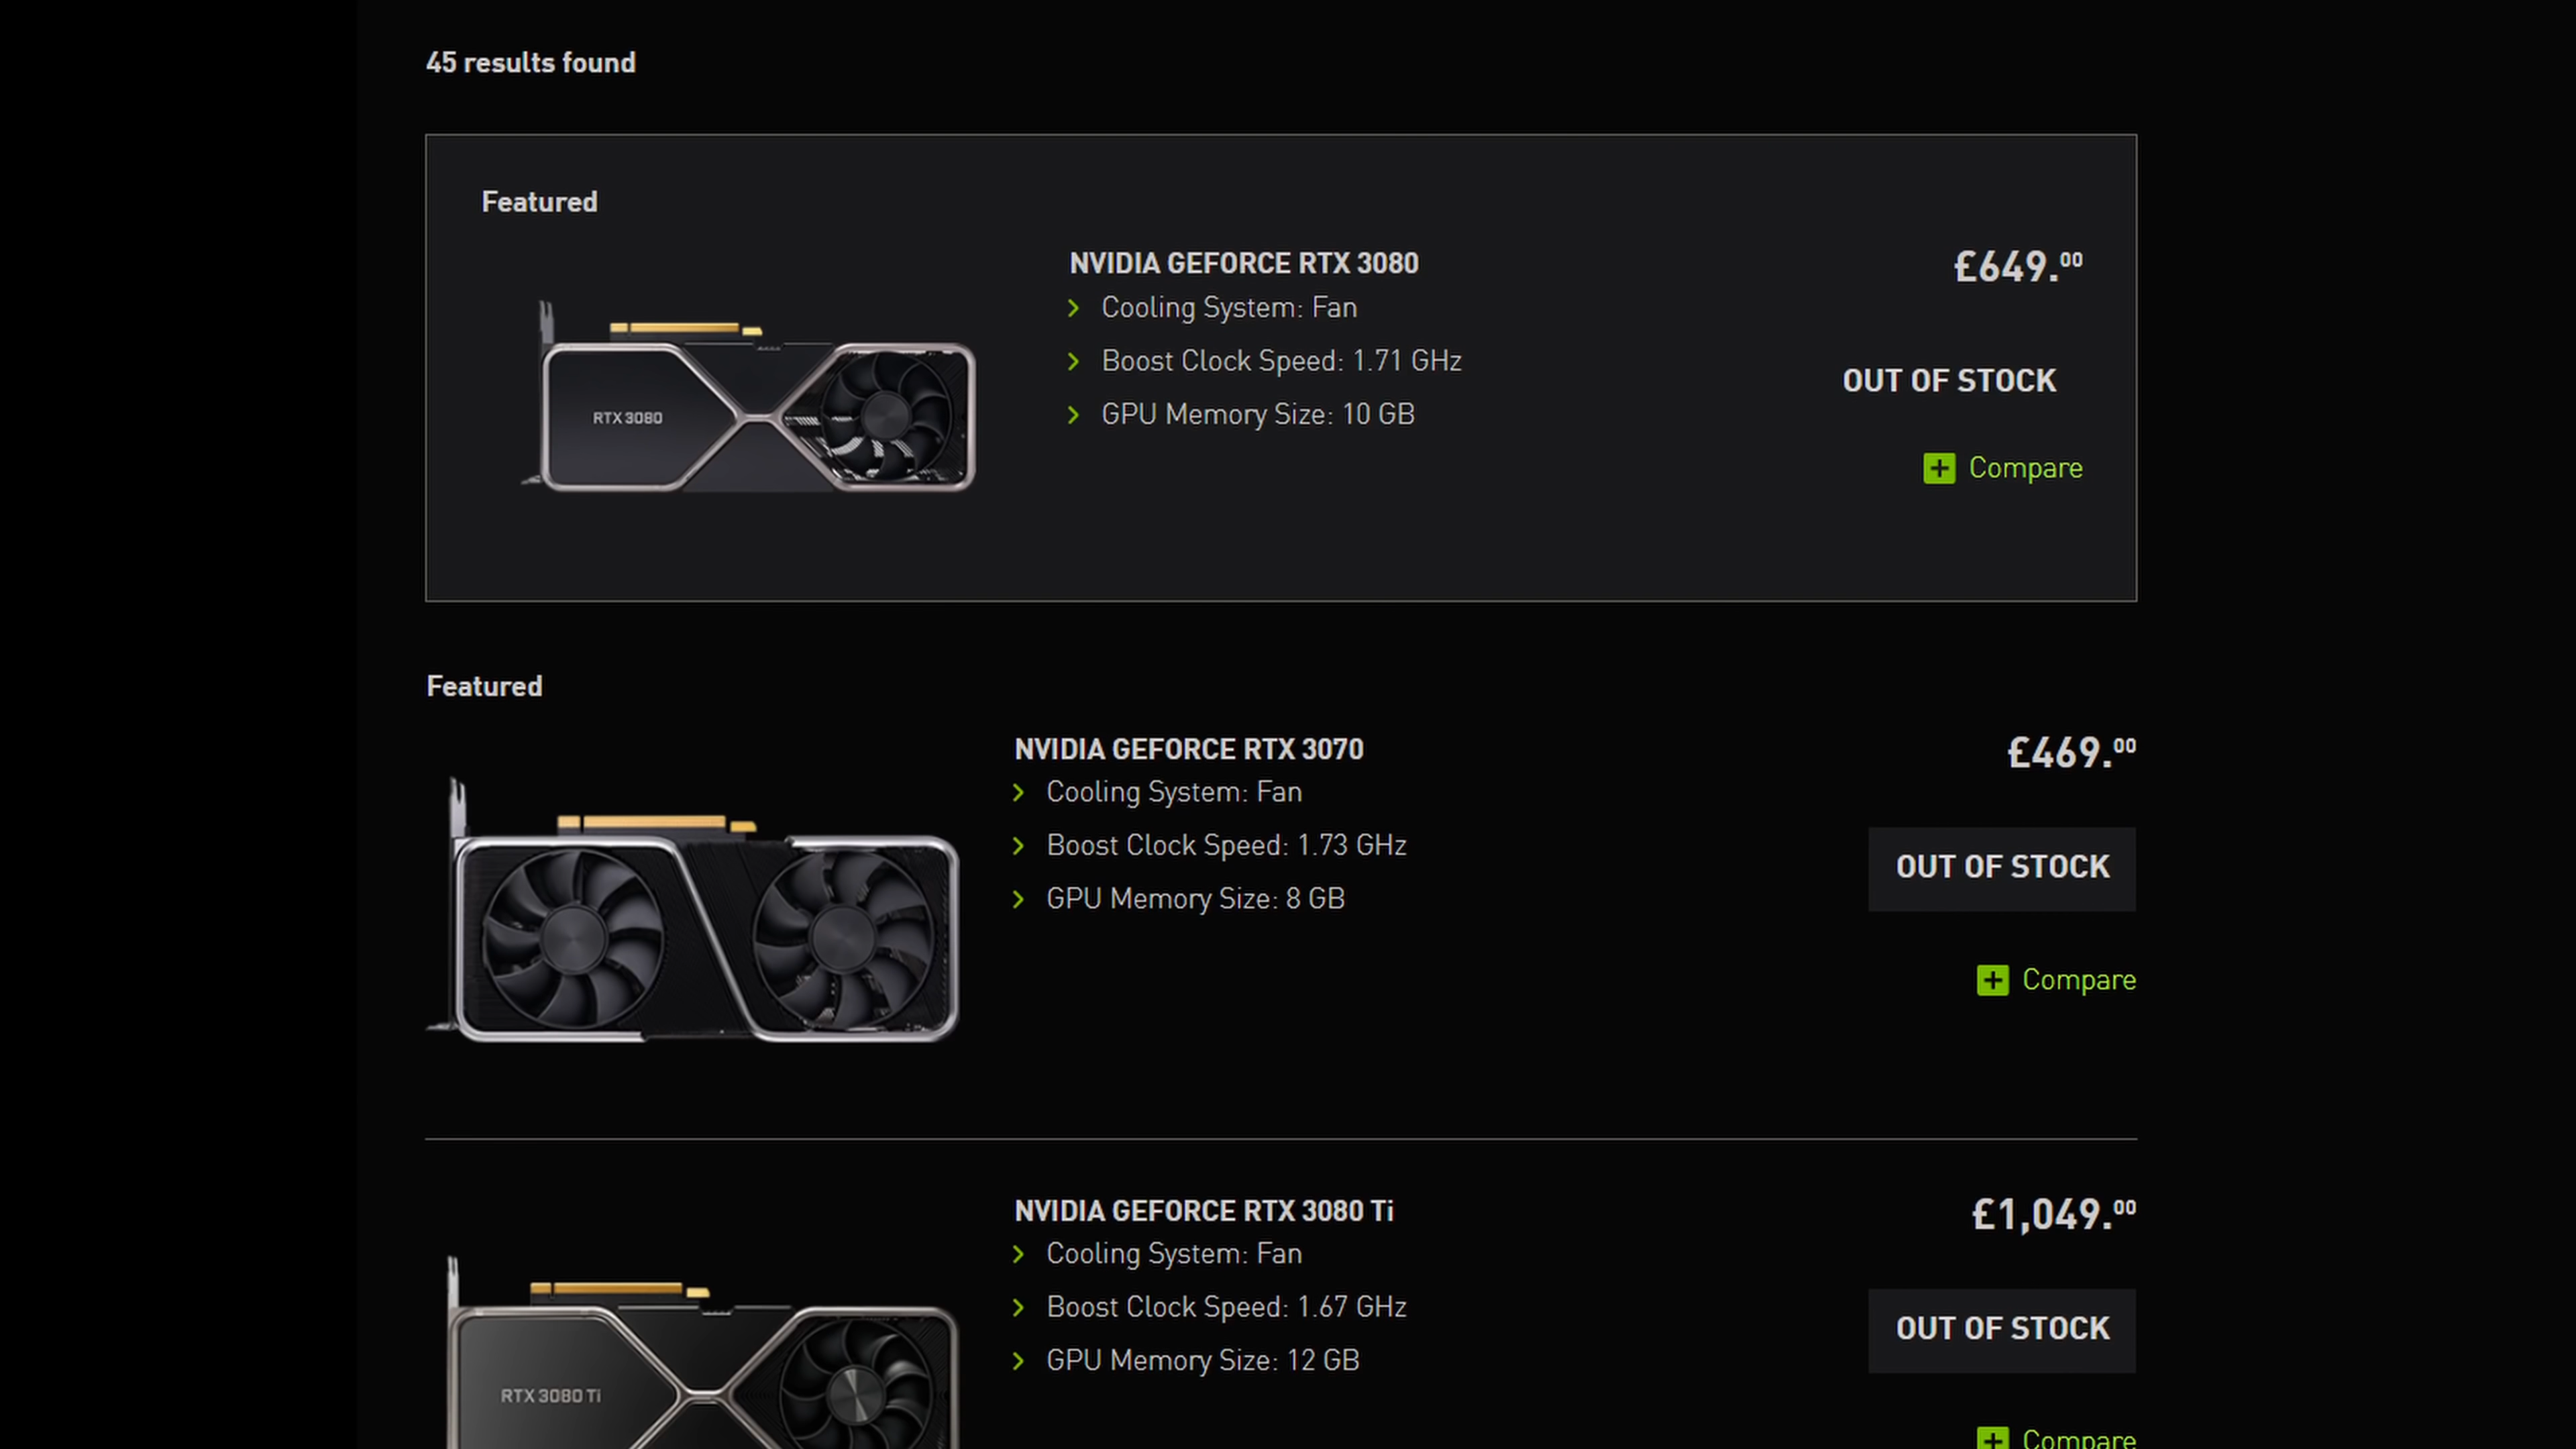 45 results found
Featured
NVIDIA GEFORCE RTX 3080
£649.00
Cooling System: Fan
Boost Clock Speed: 1.71 GHz
OUT OF STOCK
GPU Memory Size: 10 GB
Compare
RTX 3080
Featured
NVIDIA GEFORCE RTX 3070
£469.00
Cooling System: Fan
Boost Clock Speed: 1.73 GHz
OUT OF STOCK
GPU Memory Size: 8 GB
Compare
NVIDIA GEFORCE RTX 3080 Ti
£1,049.00
Cooling System: Fan
Boost Clock Speed: 1.67 GHz
OUT OF STOCK
GPU Memory Size: 12 GB
RTX 3080 Ti
Compare